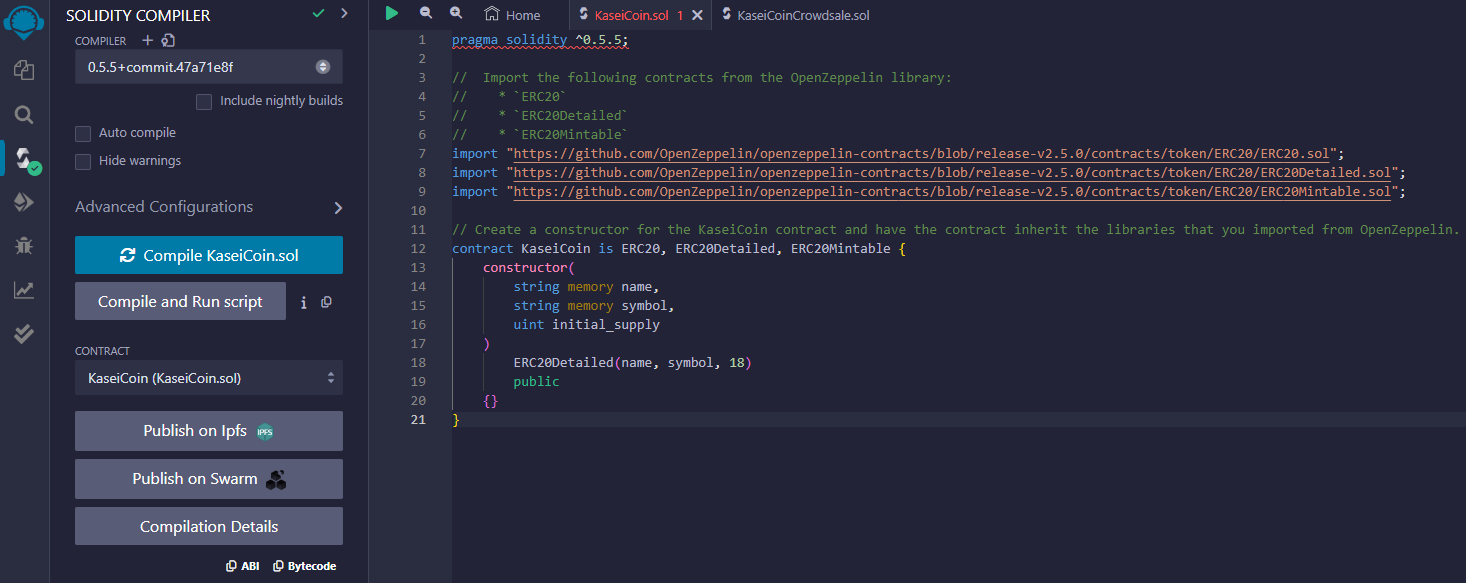 SOLIDITY COMPILER
COMPILER
0.5.5+commit.47a71e8f
Include nightly builds
Auto compile
Hide warnings
Advanced Configurations
Compile KaseiCoin.sol
Compile and Run script
i
CONTRACT
KaseiCoin (KaseiCoin.sol)
Publish on Ipfs IPFS
Publish on Swarm
Compilation Details
ABI Bytecode
Home KaseiCoin.sol 1 KaseiCoinCrowdsale.sol
1 pragma solidity ^0.5.5;
2
3 //  Import the following contracts from the OpenZeppelin library:
4 //    * `ERC20`
5 //    * `ERC20Detailed`
6 //    * `ERC20Mintable`
7 import "https://github.com/OpenZeppelin/openzeppelin-contracts/blob/release-v2.5.0/contracts/token/ERC20/ERC20.sol";
8 import "https://github.com/OpenZeppelin/openzeppelin-contracts/blob/release-v2.5.0/contracts/token/ERC20/ERC20Detailed.sol";
9 import "https://github.com/OpenZeppelin/openzeppelin-contracts/blob/release-v2.5.0/contracts/token/ERC20/ERC20Mintable.sol";
10
11 // Create a constructor for the KaseiCoin contract and have the contract inherit the libraries that you imported from OpenZeppelin.
12 contract KaseiCoin is ERC20, ERC20Detailed, ERC20Mintable {
13     constructor(
14         string memory name,
15         string memory symbol,
16         uint initial_supply
17     )
18         ERC20Detailed(name, symbol, 18)
19         public
20     {}
21 }